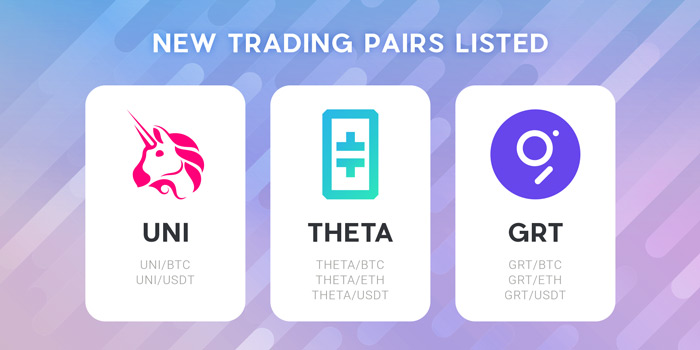 NEW TRADING PAIRS LISTED
UNI
UNI/BTC
UNI/USDT
THETA
THETA/BTC
THETA/ETH
THETA/USDT
GRT
GRT/BTC
GRT/ETH
GRT/USDT